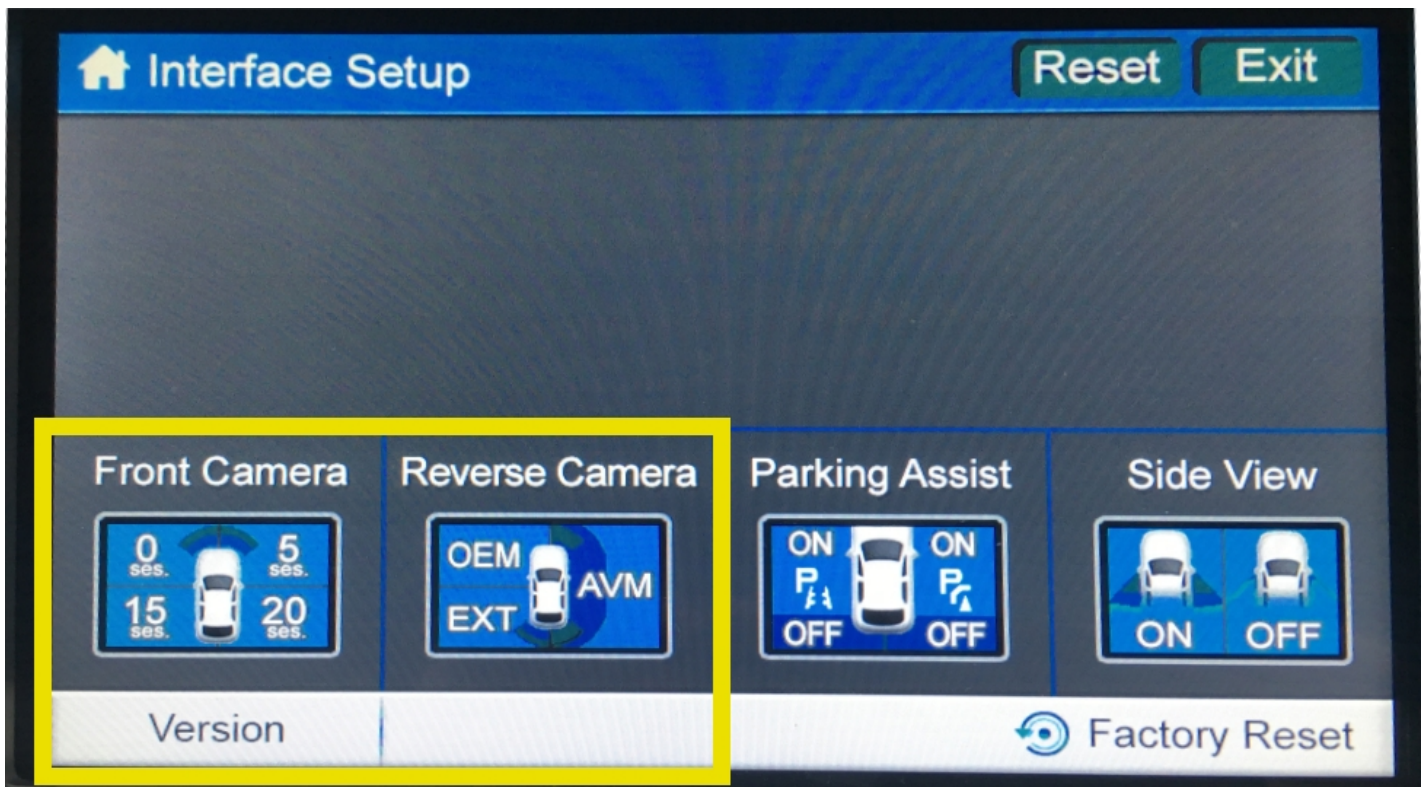 Interface Setup
Reset
Exit
Front Camera
Reverse Camera
Parking Assist
Side View
0
ses.
5
ses.
15
ses.
20
ses.
OEM
AVM
EXT
ON
ON
P
P
OFF
OFF
ON
OFF
Version
Factory Reset